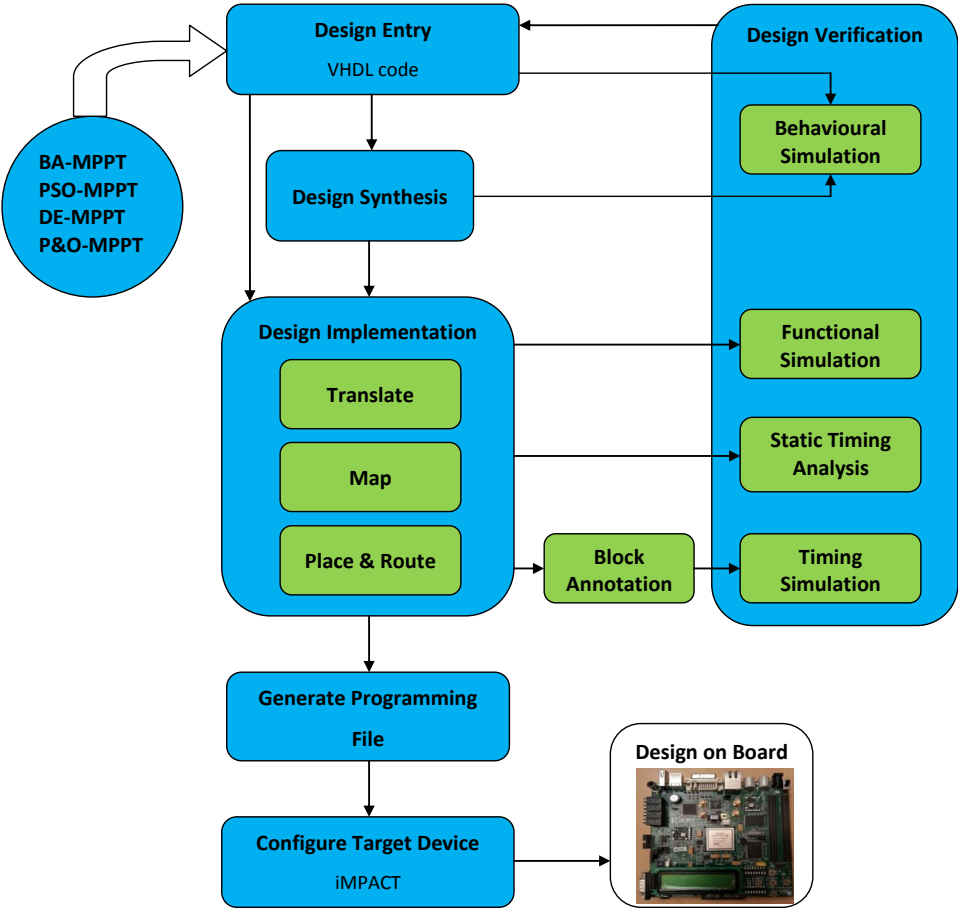 Design Entry
VHDL code
Design Verification
Behavioural
Simulation
BA-MPPT
PSO-MPPT
DE-MPPT
P&O-MPPT
Design Synthesis
Design Implementation
Translate
Map
Place & Route
Functional
Simulation
Static Timing
Analysis
Block
Annotation
Timing
Simulation
Generate Programming
File
Configure Target Device
iMPACT
Design on Board